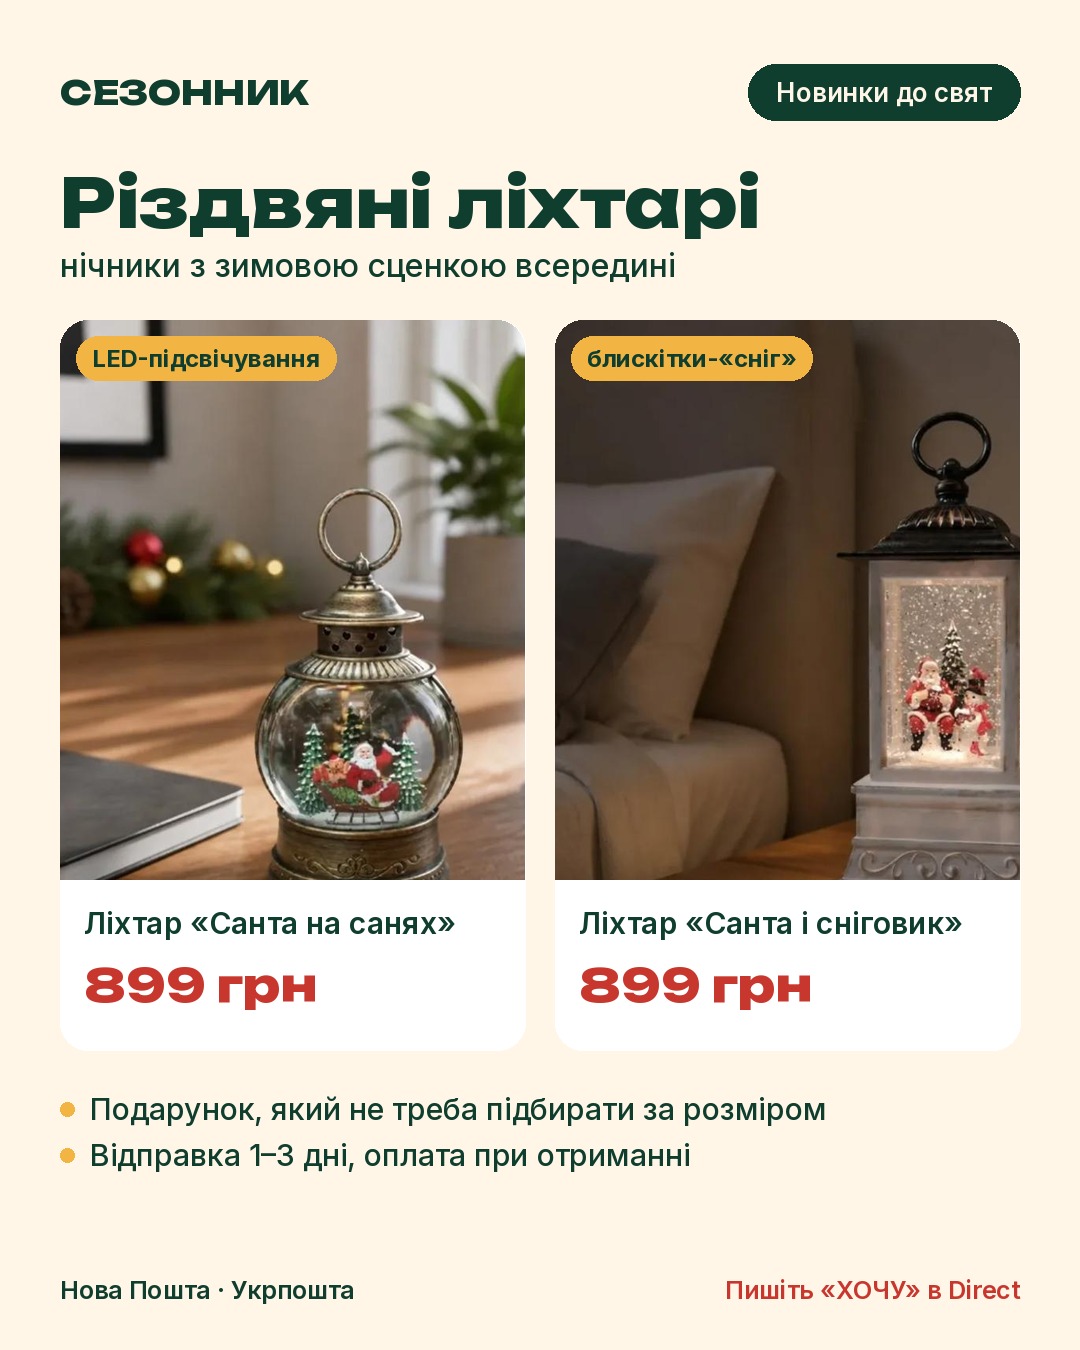 СЕЗОННИК
Новинки до свят
Різдвяні ліхтарі
нічники з зимовою сценкою всередині
LED-підсвічування
блискітки-«сніг»
Ліхтар «Санта на санях»
899 грн
Ліхтар «Санта і сніговик»
899 грн
Подарунок, який не треба підбирати за розміром
Відправка 1–3 дні, оплата при отриманні
Нова Пошта · Укрпошта
Пишіть «ХОЧУ» в Direct